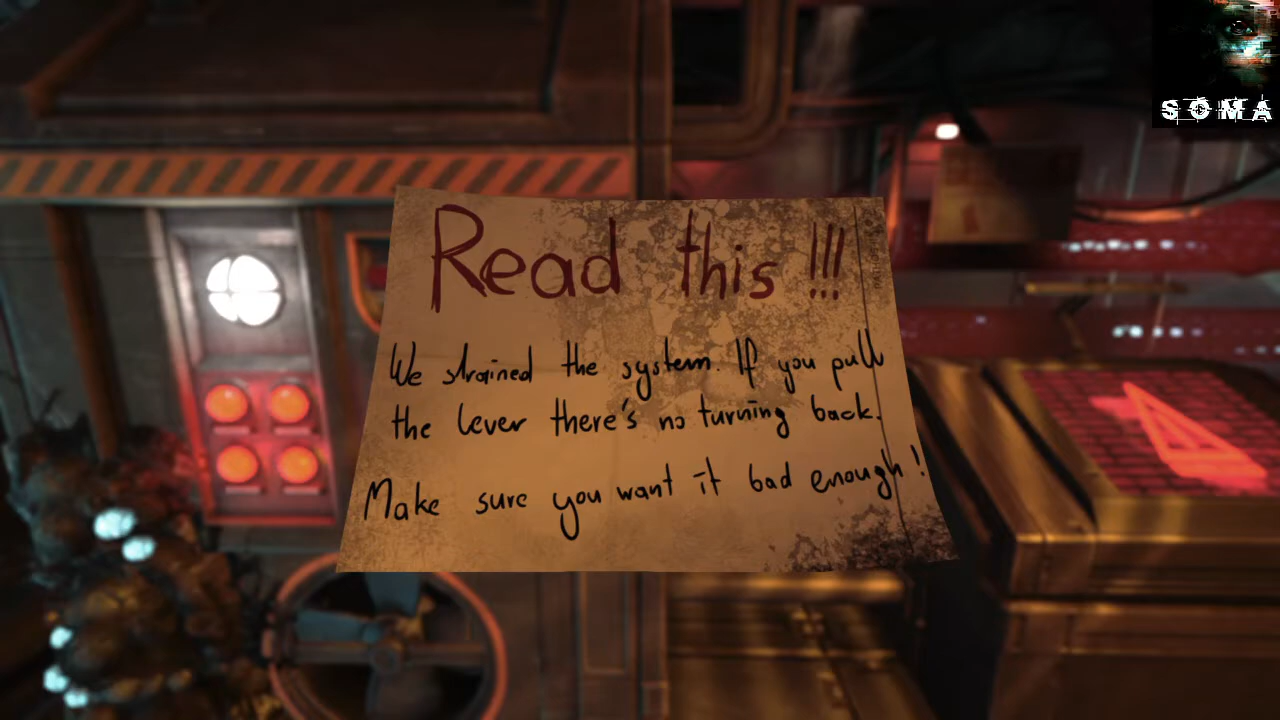 SOMA
Read this !!!
We strained the system. If you pull
the lever there's no turning back.
Make sure you want it bad enough!